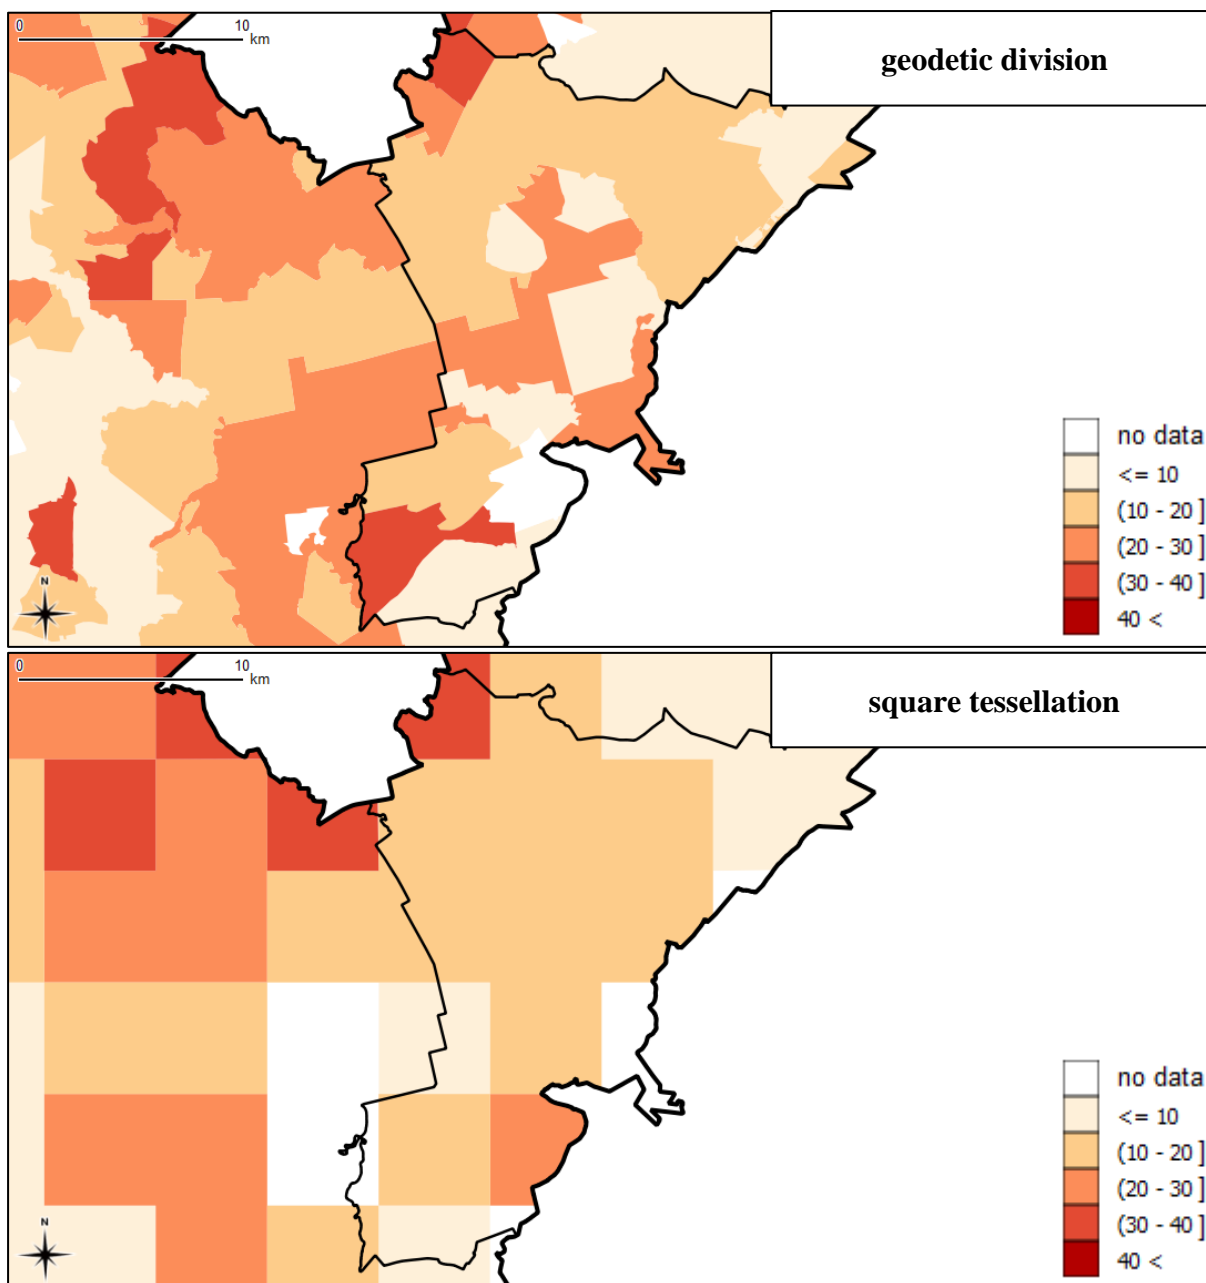 0 10
km
geodetic division
no data
<= 10
(10 - 20 ]
(20 - 30 ]
(30 - 40 ]
40 <
N
0 10
km
square tessellation
no data
<= 10
(10 - 20 ]
(20 - 30 ]
(30 - 40 ]
40 <
N